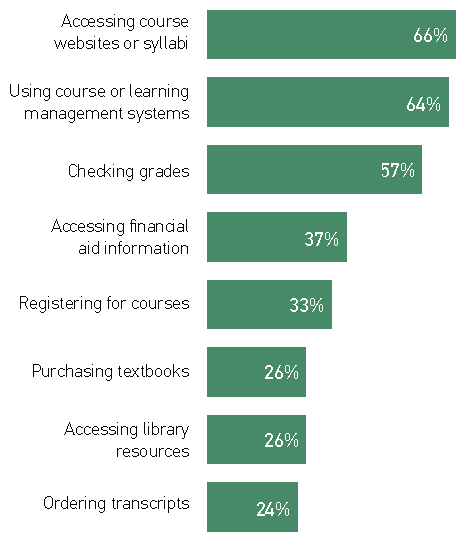 Accessing course
websites or syllabi
66%
Using course or learning
management systems
64%
Checking grades
57%
Accessing financial
aid information
37%
Registering for courses
33%
Purchasing textbooks
26%
Accessing library
resources
26%
Ordering transcripts
24%